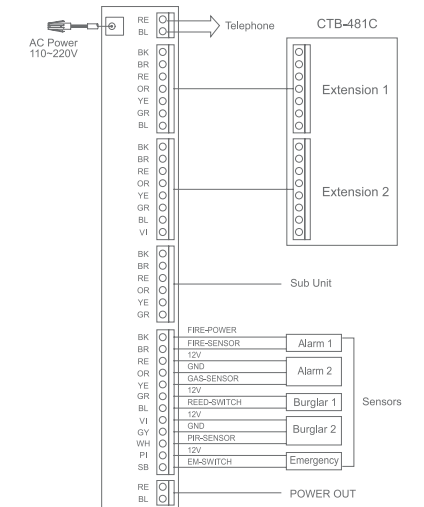 RE
BL
Telephone
CTB-481C
AC Power
110~220V
BK
BR
RE
OR
YE
GR
BL
Extension 1
BK
BR
RE
OR
YE
GR
BL
VI
Extension 2
BK
BR
RE
OR
YE
GR
Sub Unit
BK FIRE-POWER
BR FIRE-SENSOR Alarm 1
RE 12V
OR GND Alarm 2
YE GAS-SENSOR
GR 12V
BL REED-SWITCH Burglar 1 Sensors
VI 12V
GY GND Burglar 2
WH PIR-SENSOR
PI 12V
SB EM-SWITCH Emergency
RE
BL
POWER OUT